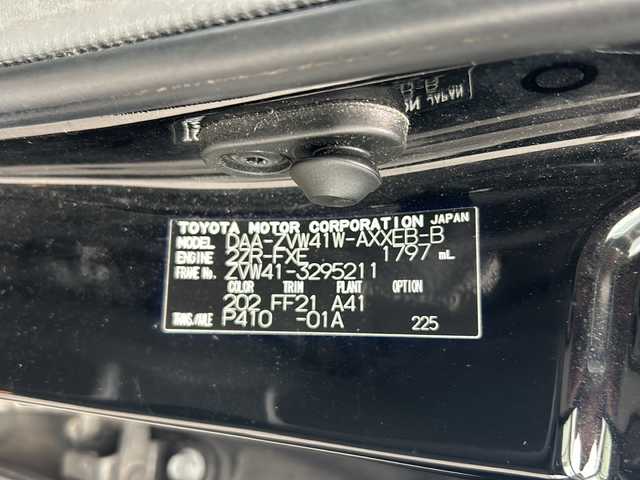 TOYOTA MOTOR CORPORATION JAPAN
MODEL DAA-ZVW41W-AXXEB-B
ENGINE 2ZR-FXE 1797 mL
FRAME No. ZVW41-3295211
COLOR TRIM PLANT OPTION
202 FF21 A41
TRANS./AXLE P410 -01A 225